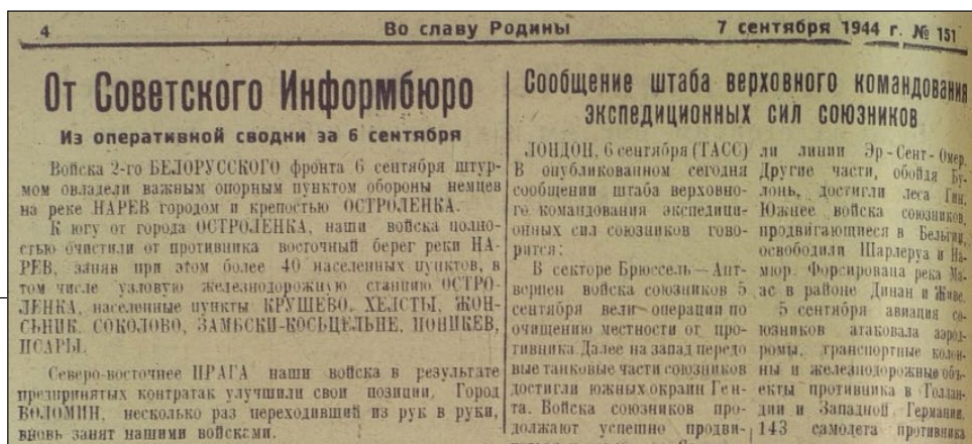 4
Во славу Родины
7 сентября 1944 г. № 151
От Советского Информбюро
Из оперативной сводки за 6 сентября
Войска 2-го БЕЛОРУССКОГО фронта 6 сентября штур-
мом овладели важным опорным пунктом обороны немцев
на реке НАРЕВ городом и крепостью ОСТРОЛЕНКА.
К югу от города ОСТРОЛЕНКА, наши войска полно-
стью очистили от противника восточный берег реки НА-
РЕВ, заняв при этом более 40 населенных пунктов, в
том числе узловую железнодорожную станцию ОСТРО-
ЛЕНКА, населенные пункты КРУШЕВО, ХЕЛСТЫ, ЖОН-
СЬНИК, СОКОЛОВО, ЗАМБСКИ-КОСЬЦЕЛЬНЕ, ПОНИКЕВ,
ПСАРЫ.
Северо-восточнее ПРАГА наши войска в результате
предпринятых контратак улучшили свои позиции. Город
ВОЛОМИН, несколько раз переходивший из рук в руки,
вновь занят нашими войсками.
Сообщение штаба верховного командования
экспедиционных сил союзников
ЛОНДОН, 6 сентября (ТАСС)
В опубликованном сегодня
сообщении штаба верховно-
го командования экспедици-
онных сил союзников гово-
рится:
В секторе Брюссель—Ант-
верпен войска союзников 5
сентября вели операции по
очищению местности от про-
тивника Далее на запад передо
вые танковые части союзников
достигли южных окраин Ген-
та. Войска союзников про-
должают успешно продви-
ли линии Эр-Сент-Омер.
Другие части, обойдя Бу-
лонь, достигли леса Гин.
Южнее войска союзников,
продвигающиеся в Бельгии,
освободили Шарлеруа и На-
мюр. Форсирована река Ма-
ас в районе Динан и Живе.
5 сентября авиация со-
юзников атаковала аэрод-
ромы, транспортные колон-
ны и железнодорожные объ-
екты противника в Голлан-
дии и Западной Германии.
143 самолета противника